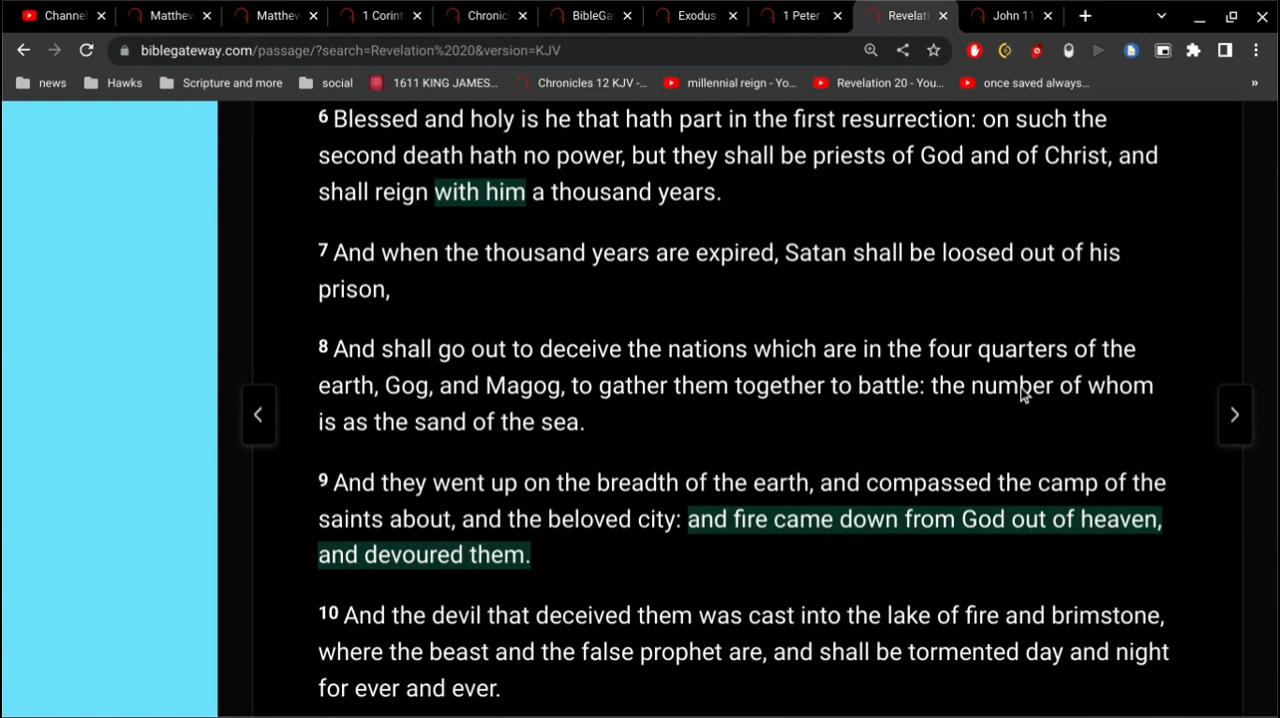 Channel
Matthew
Matthew
1 Corint
Chronicl
BibleGa
Exodus
1 Peter
Revelati
John 11
biblegateway.com/passage/?search=Revelation%2020&version=KJV
news
Hawks
Scripture and more
social
1611 KING JAMES...
Chronicles 12 KJV -...
millennial reign - Yo...
Revelation 20 - You...
once saved always...
»
6 Blessed and holy is he that hath part in the first resurrection: on such the
second death hath no power, but they shall be priests of God and of Christ, and
shall reign with him a thousand years.
7 And when the thousand years are expired, Satan shall be loosed out of his
prison,
8 And shall go out to deceive the nations which are in the four quarters of the
earth, Gog, and Magog, to gather them together to battle: the number of whom
is as the sand of the sea.
9 And they went up on the breadth of the earth, and compassed the camp of the
saints about, and the beloved city: and fire came down from God out of heaven,
and devoured them.
10 And the devil that deceived them was cast into the lake of fire and brimstone,
where the beast and the false prophet are, and shall be tormented day and night
for ever and ever.